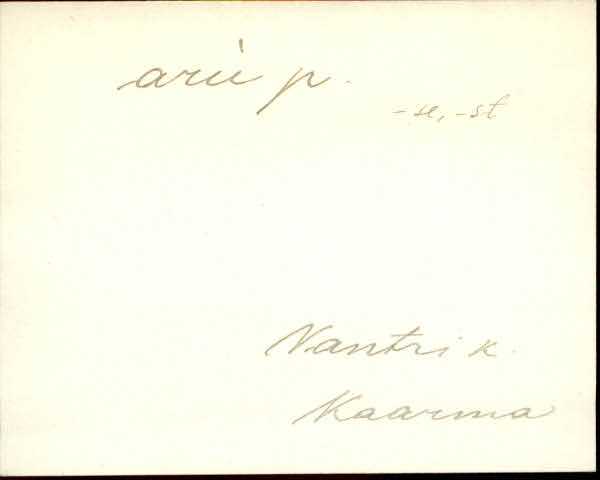 arü p.
-se, -st
Vantri k.
Kaarma